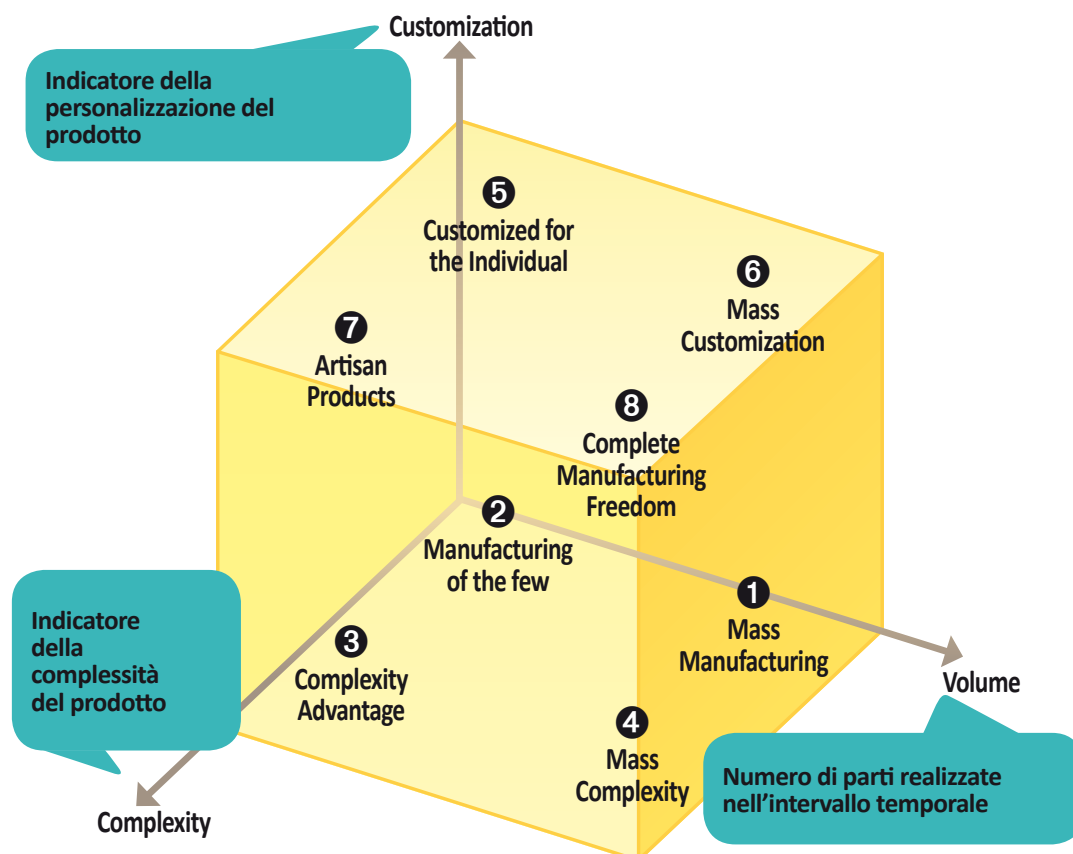 Customization
Indicatore della
personalizzazione del
prodotto
5
Customized for
the Individual
6
Mass
Customization
7
Artisan
Products
8
Complete
Manufacturing
Freedom
2
Manufacturing
of the few
1
Mass
Manufacturing
Indicatore
della
complessità
del prodotto
3
Complexity
Advantage
Volume
4
Mass
Complexity
Numero di parti realizzate
nell’intervallo temporale
Complexity